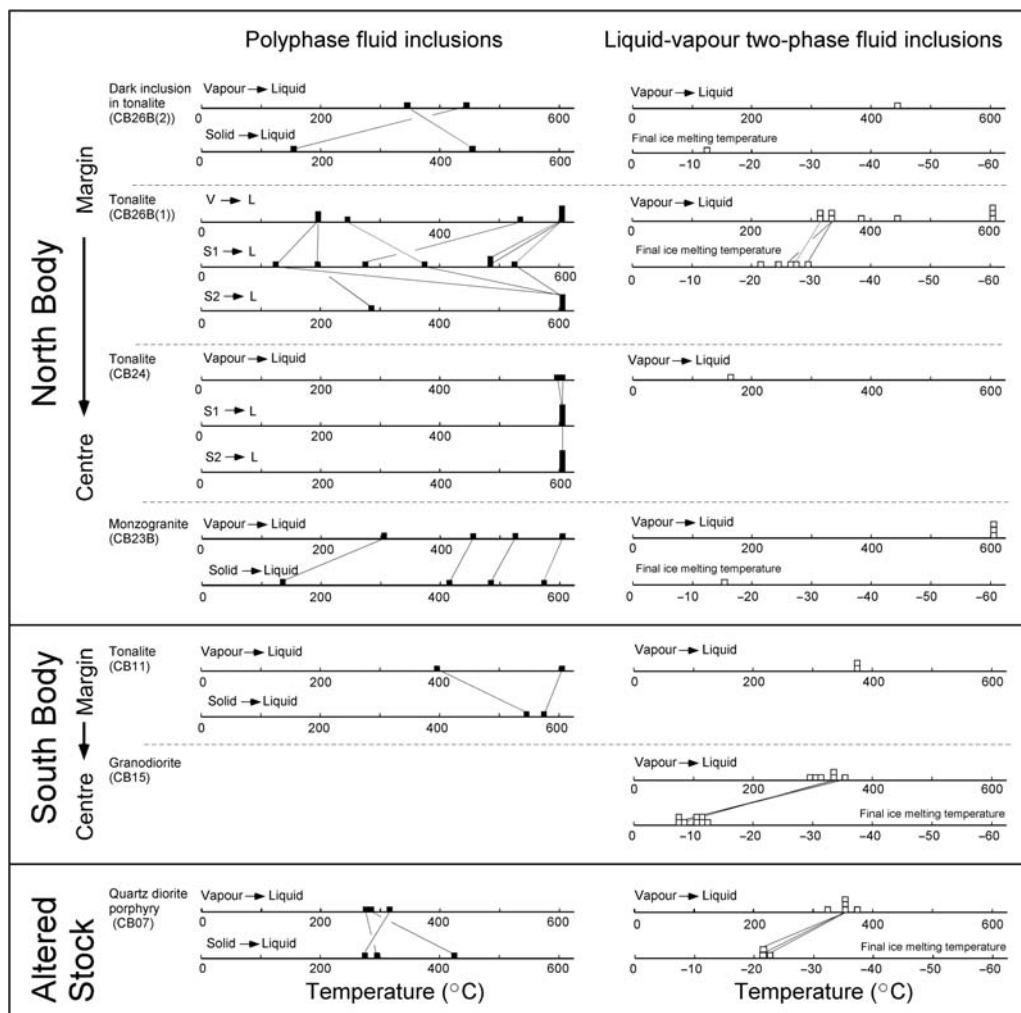 Polyphase fluid inclusions
Liquid-vapour two-phase fluid inclusions
North Body
Margin
Centre
Dark inclusion
in tonalite
(CB26B(2))
Vapour → Liquid
0 200 400 600
Solid → Liquid
0 200 400 600
Vapour → Liquid
0 200 400 600
Final ice melting temperature
0 –10 –20 –30 –40 –50 –60
Tonalite
(CB26B(1))
V → L
400
S1 → L
0 200 400 600
S2 → L
0 200 400 600
Vapour → Liquid
0 200 400 600
Final ice melting temperature
0 –10 –20 –30 –40 –50 –60
Tonalite
(CB24)
Vapour → Liquid
0 200 400 600
S1 → L
0 200 400
S2 → L
0 200 400 600
Vapour → Liquid
0 200 400 600
Monzogranite
(CB23B)
Vapour → Liquid
0 200 400 600
Solid → Liquid
0 200 400 600
Vapour → Liquid
0 200 400 600
Final ice melting temperature
0 –10 –20 –30 –40 –50 –60
South Body
Margin
Centre
Tonalite
(CB11)
Vapour → Liquid
0 200 400 600
Solid → Liquid
0 200 400 600
Vapour → Liquid
0 200 400 600
Granodiorite
(CB15)
Vapour → Liquid
0 200 400 600
Final ice melting temperature
0 –10 –20 –30 –40 –50 –60
Altered
Stock
Quartz diorite
porphyry
(CB07)
Vapour → Liquid
0 200 400 600
Solid → Liquid
0 200 400 600
Vapour → Liquid
0 200 400 600
Final ice melting temperature
0 –10 –20 –30 –40 –50 –60
Temperature (°C)
Temperature (°C)